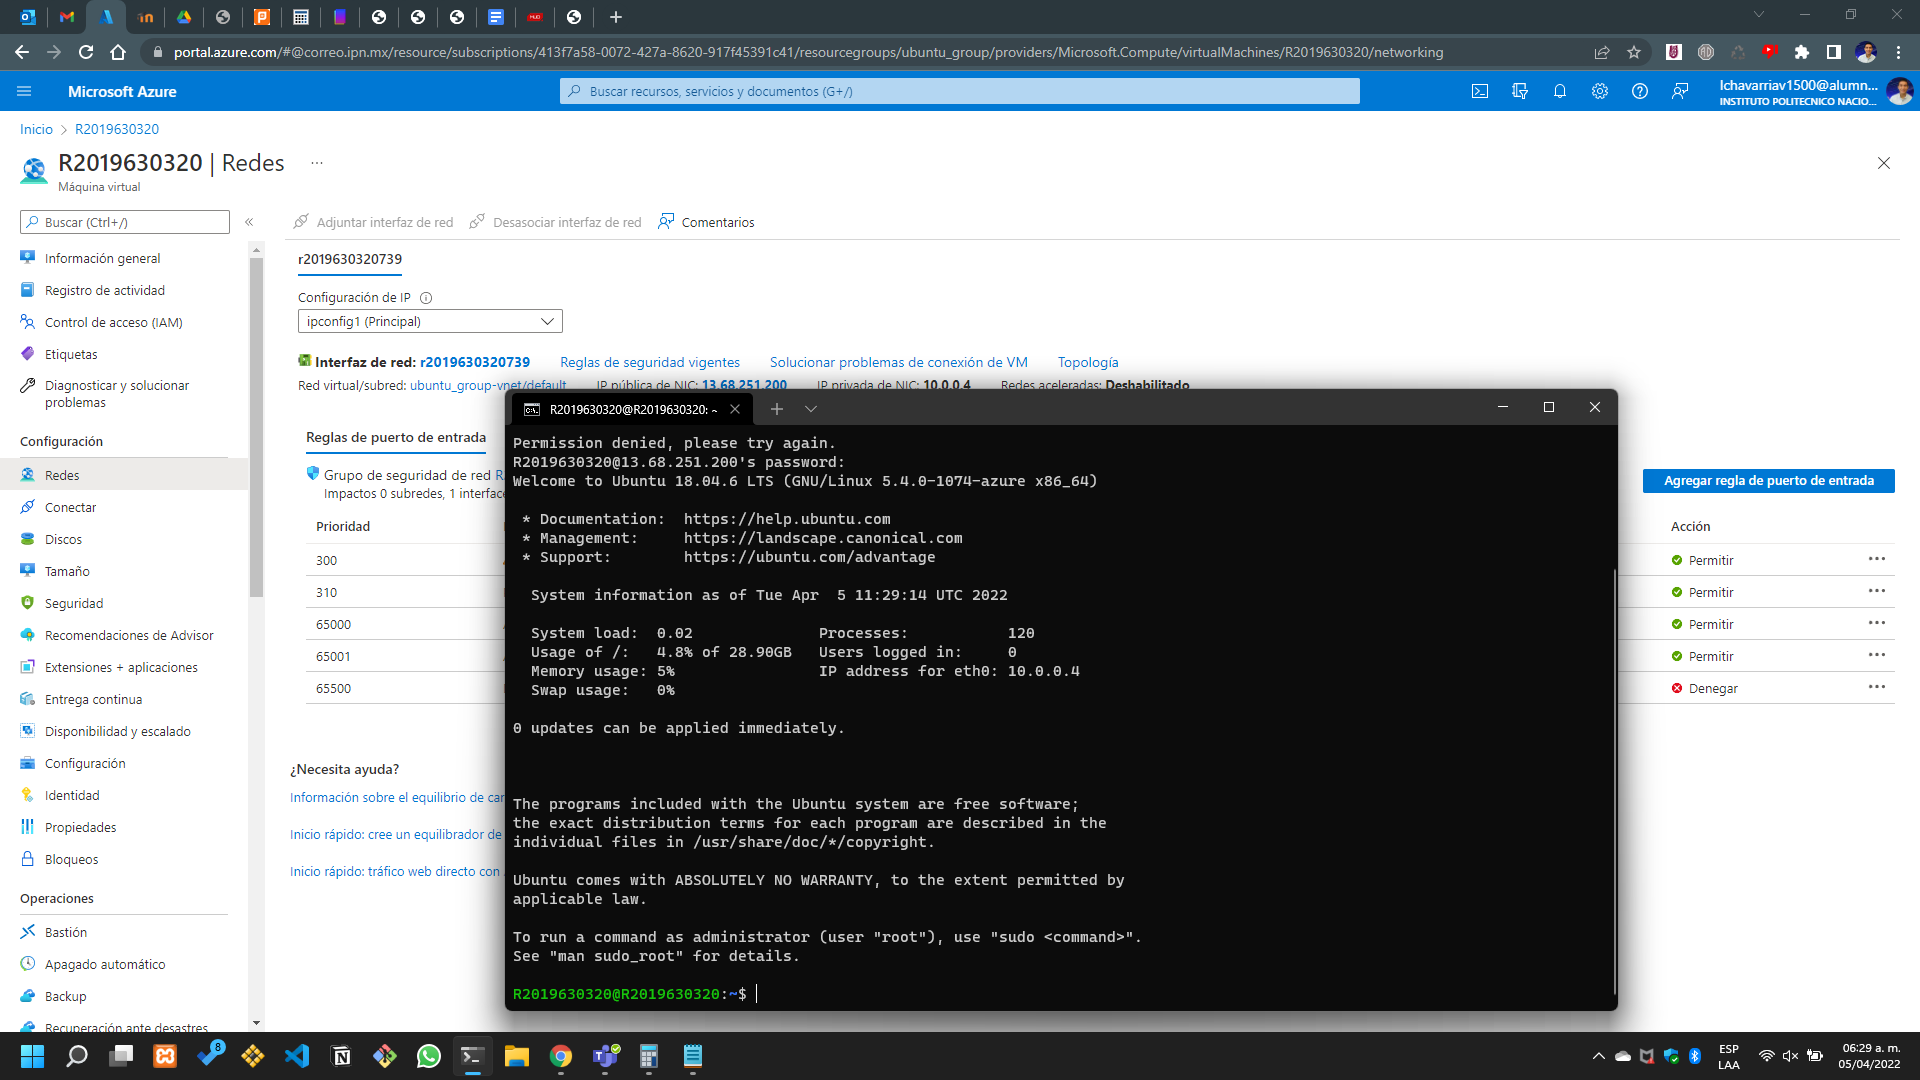 portal.azure.com/#@correo.ipn.mx/resource/subscriptions/413f7a58-0072-427a-8620-917f45391c41/resourcegroups/ubuntu_group/providers/Microsoft.Compute/virtualMachines/R2019630320/networking
Microsoft Azure
Buscar recursos, servicios y documentos (G+/)
lchavarriav1500@alumn...
INSTITUTO POLITECNICO NACIO...
Inicio > R2019630320
R2019630320 | Redes ...
Máquina virtual
Buscar (Ctrl+/)
Adjuntar interfaz de red
Desasociar interfaz de red
Comentarios
Información general
Registro de actividad
Control de acceso (IAM)
Etiquetas
Diagnosticar y solucionar
problemas
Configuración
Redes
Conectar
Discos
Tamaño
Seguridad
Recomendaciones de Advisor
Extensiones + aplicaciones
Entrega continua
Disponibilidad y escalado
Configuración
Identidad
Propiedades
Bloqueos
Operaciones
Bastión
Apagado automático
Backup
Recuperación ante desastres
r2019630320739
Configuración de IP
ipconfig1 (Principal)
Interfaz de red: r2019630320739 Reglas de seguridad vigentes Solucionar problemas de conexión de VM Topología
Red virtual/subred: ubuntu_group-vnet/default IP pública de NIC: 13.68.251.200 IP privada de NIC: 10.0.0.4 Redes aceleradas: Deshabilitado
Reglas de puerto de entrada
Grupo de seguridad de red
Impactos 0 subredes, 1 interface
Agregar regla de puerto de entrada
Prioridad Acción
300 Permitir
310 Permitir
65000 Permitir
65001 Permitir
65500 Denegar
¿Necesita ayuda?
Información sobre el equilibrio de
Inicio rápido: cree un equilibrador de
Inicio rápido: tráfico web directo con
R2019630320@R2019630320: ~
Permission denied, please try again.
R2019630320@13.68.251.200's password:
Welcome to Ubuntu 18.04.6 LTS (GNU/Linux 5.4.0-1074-azure x86_64)
* Documentation: https://help.ubuntu.com
* Management: https://landscape.canonical.com
* Support: https://ubuntu.com/advantage
System information as of Tue Apr 5 11:29:14 UTC 2022
System load: 0.02 Processes: 120
Usage of /: 4.8% of 28.90GB Users logged in: 0
Memory usage: 5% IP address for eth0: 10.0.0.4
Swap usage: 0%
0 updates can be applied immediately.
The programs included with the Ubuntu system are free software;
the exact distribution terms for each program are described in the
individual files in /usr/share/doc/*/copyright.
Ubuntu comes with ABSOLUTELY NO WARRANTY, to the extent permitted by
applicable law.
To run a command as administrator (user "root"), use "sudo <command>".
See "man sudo_root" for details.
R2019630320@R2019630320:~$
8
ESP
LAA
06:29 a. m.
05/04/2022